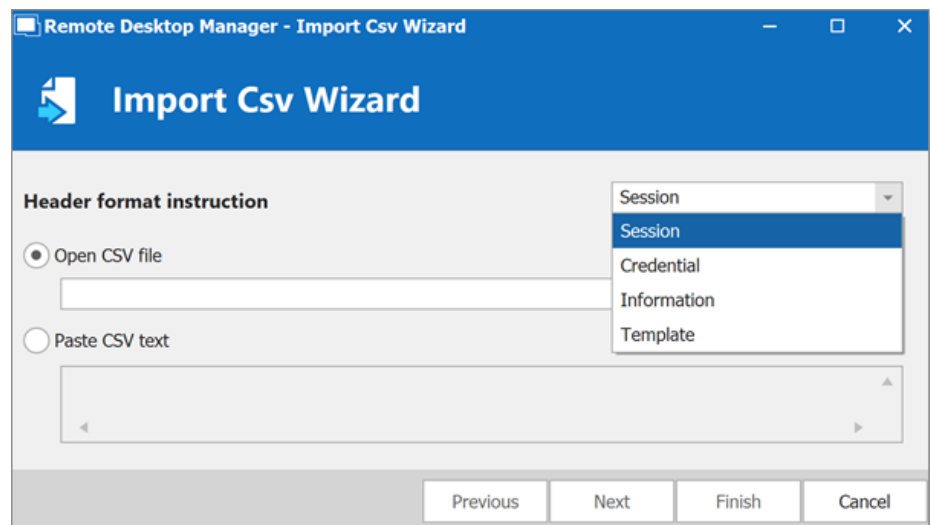 Remote Desktop Manager - Import Csv Wizard
Import Csv Wizard
Header format instruction
Session
Session
Credential
Information
Template
Open CSV file
Paste CSV text
Previous
Next
Finish
Cancel